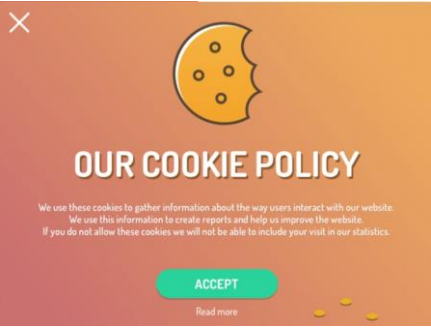 OUR COOKIE POLICY
We use these cookies to gather information about the way users interact with our website.
We use this information to create reports and help us improve the website.
If you do not allow these cookies we will not be able to include your visit in our statistics.
ACCEPT
Read more